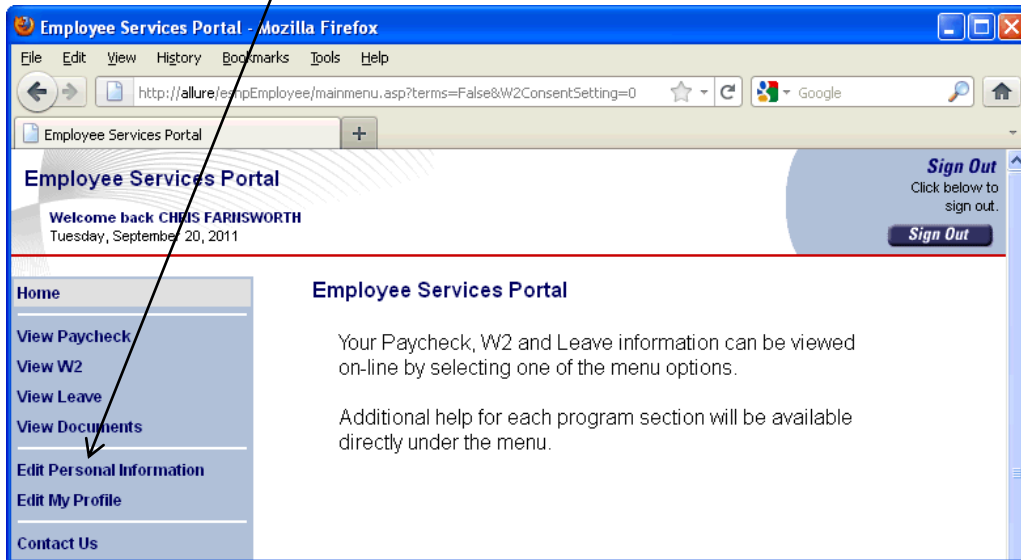 Employee Services Portal - Mozilla Firefox
File Edit View History Bookmarks Tools Help
http://allure/eshpEmployee/mainmenu.asp?terms=False&W2ConsentSetting=0 Google
Employee Services Portal +
Employee Services Portal
Welcome back CHRIS FARNSWORTH
Tuesday, September 20, 2011
Sign Out
Click below to
sign out.
Sign Out
Home
View Paycheck
View W2
View Leave
View Documents
Edit Personal Information
Edit My Profile
Contact Us
Employee Services Portal
Your Paycheck, W2 and Leave information can be viewed
on-line by selecting one of the menu options.
Additional help for each program section will be available
directly under the menu.